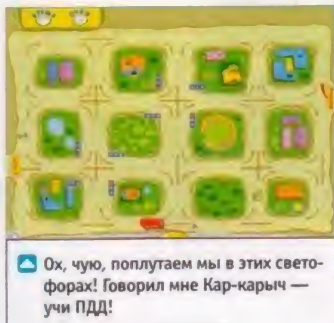 Ох, чую, поплутаем мы в этих свето-
форах! Говорил мне Кар-карыч —
учи ПДД!